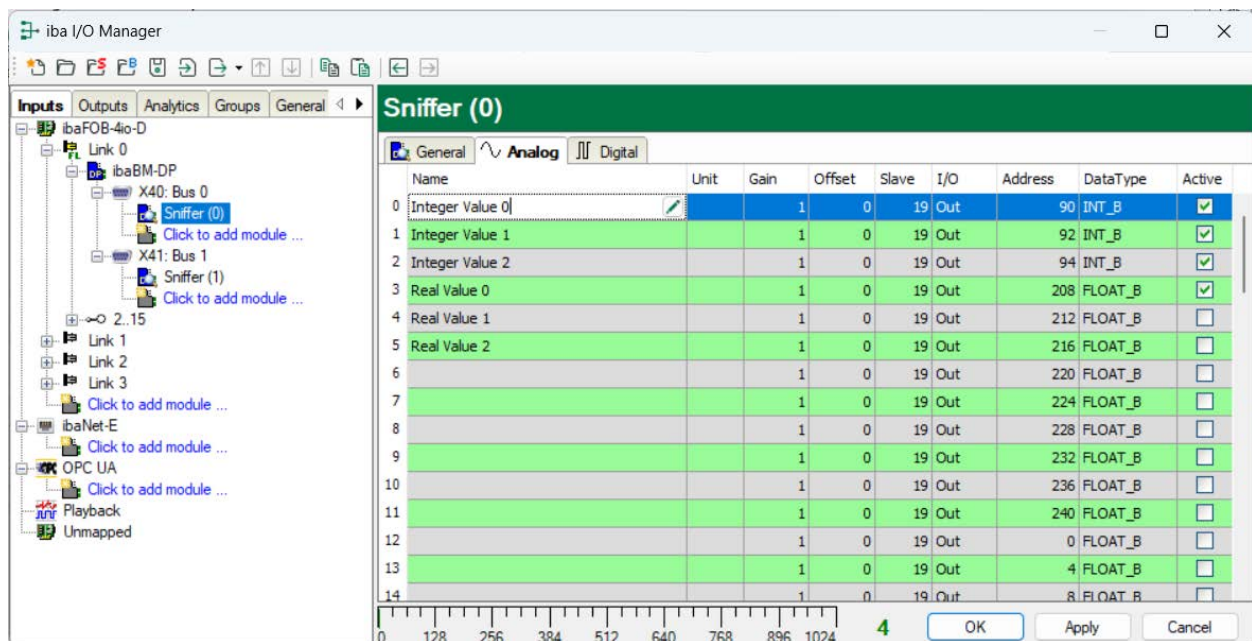 iba I/O Manager
Inputs Outputs Analytics Groups General
ibaFOB-4io-D
Link 0
ibaBM-DP
X40: Bus 0
Sniffer (0)
Click to add module ...
X41: Bus 1
Sniffer (1)
Click to add module ...
2..15
Link 1
Link 2
Link 3
Click to add module ...
ibaNet-E
Click to add module ...
OPC UA
Click to add module ...
Playback
Unmapped
Sniffer (0)
General Analog Digital
Name Unit Gain Offset Slave I/O Address DataType Active
0 Integer Value 0 1 0 19 Out 90 INT_B
1 Integer Value 1 1 0 19 Out 92 INT_B
2 Integer Value 2 1 0 19 Out 94 INT_B
3 Real Value 0 1 0 19 Out 208 FLOAT_B
4 Real Value 1 1 0 19 Out 212 FLOAT_B
5 Real Value 2 1 0 19 Out 216 FLOAT_B
6 1 0 19 Out 220 FLOAT_B
7 1 0 19 Out 224 FLOAT_B
8 1 0 19 Out 228 FLOAT_B
9 1 0 19 Out 232 FLOAT_B
10 1 0 19 Out 236 FLOAT_B
11 1 0 19 Out 240 FLOAT_B
12 1 0 19 Out 0 FLOAT_B
13 1 0 19 Out 4 FLOAT_B
14 1 0 19 Out 8 FLOAT_B
0 128 256 384 512 640 768 896 1024 4 OK Apply Cancel